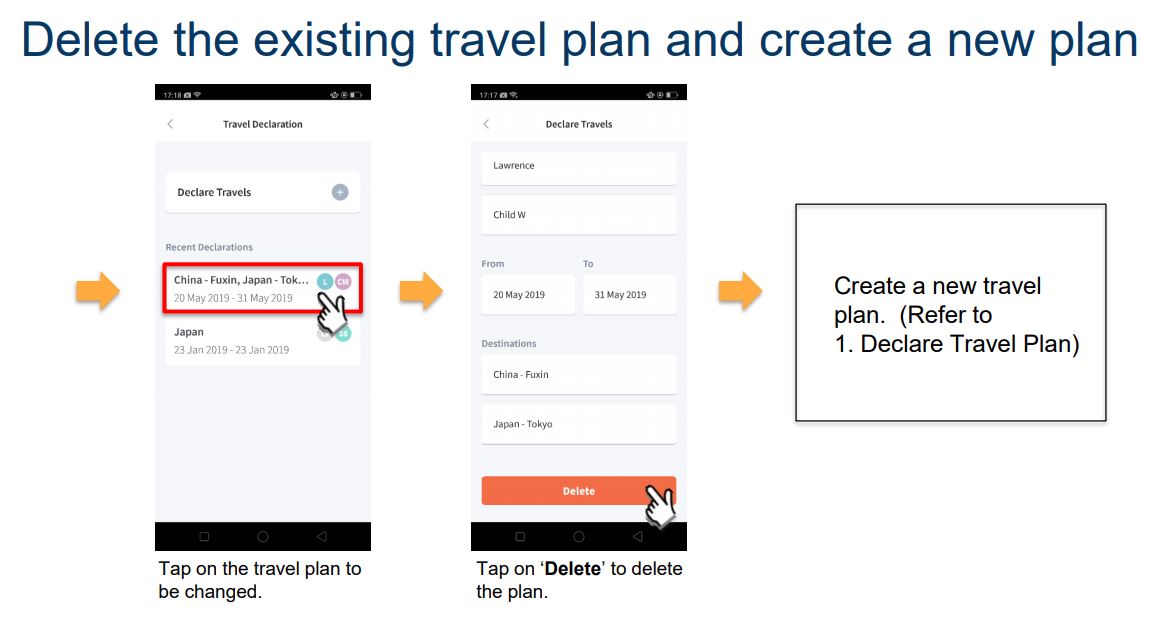 Delete the existing travel plan and create a new plan
17:18
Travel Declaration
Declare Travels
Recent Declarations
China - Fuxin, Japan - Tok...
L CW
20 May 2019 - 31 May 2019
Japan
SS
23 Jan 2019 - 23 Jan 2019
Tap on the travel plan to
be changed.
17:17
Declare Travels
Lawrence
Child W
From To
20 May 2019 31 May 2019
Destinations
China - Fuxin
Japan - Tokyo
Delete
Tap on ‘Delete’ to delete
the plan.
Create a new travel
plan. (Refer to
1. Declare Travel Plan)